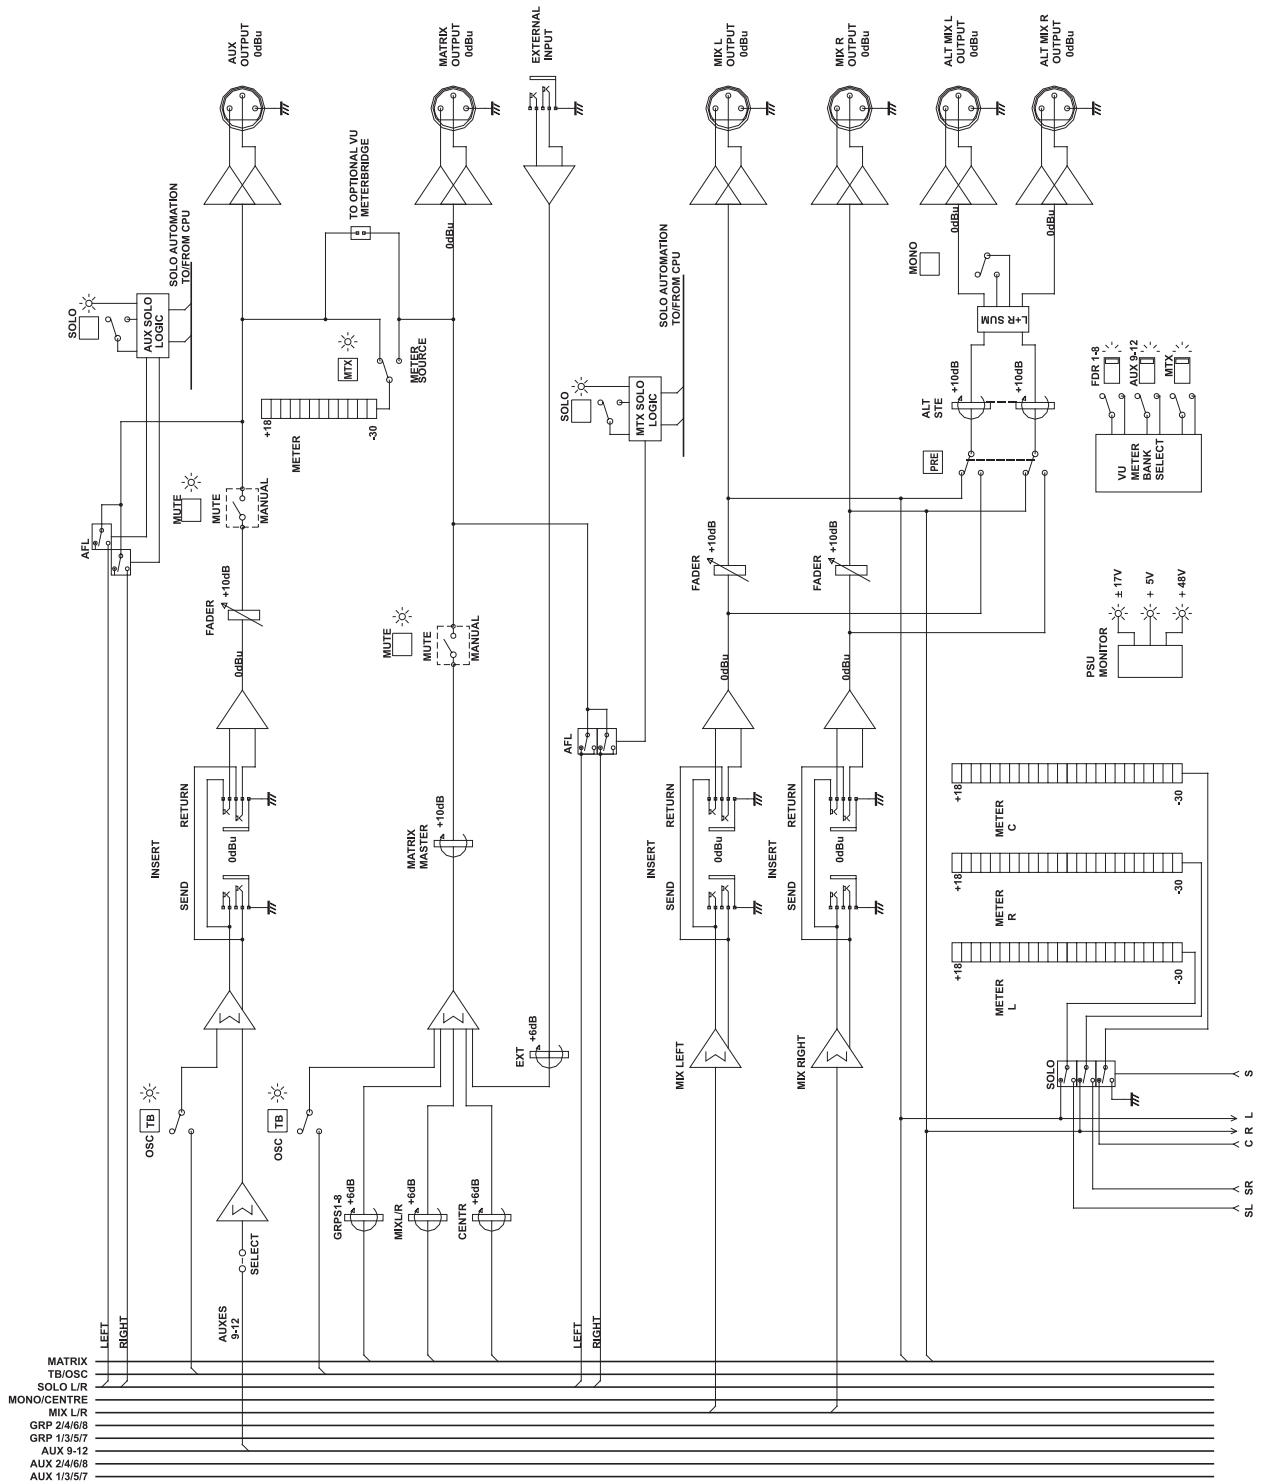 AUX
OUTPUT
0dBu
MATRIX
OUTPUT
0dBu
EXTERNAL
INPUT
MIX L
OUTPUT
0dBu
MIX R
OUTPUT
0dBu
ALT MIX L
OUTPUT
0dBu
ALT MIX R
OUTPUT
0dBu
SOLO AUTOMATION
TO/FROM CPU
TO OPTIONAL VU
METERBRIDGE
0dBu
0dBu
0dBu
SOLO
AUX SOLO
LOGIC
MTX
METER
SOURCE
+18
-30
METER
SOLO AUTOMATION
TO/FROM CPU
SOLO
MTX SOLO
LOGIC
MONO
L+R SUM
+10dB
+10dB
ALT
STE
PRE
FDR 1-8
AUX 9-12
MTX
VU
METER
BANK
SELECT
MUTE
MUTE
MANUAL
AFL
FADER
+10dB
0dBu
MUTE
MUTE
MANUAL
FADER
+10dB
FADER
+10dB
0dBu
0dBu
PSU
MONITOR
± 17V
+ 5V
+ 48V
AFL
INSERT
RETURN
SEND
0dBu
MATRIX
MASTER
+10dB
INSERT
RETURN
SEND
0dBu
INSERT
RETURN
SEND
0dBu
+18
-30
METER
C
+18
-30
METER
R
+18
-30
METER
L
EXT
+6dB
MIX LEFT
MIX RIGHT
SOLO
OSC
TB
OSC
TB
S
L
R
C
SR
SL
GRPS1-8
+6dB
MIXL/R
+6dB
CENTR
+6dB
SELECT
AUXES
9-12
LEFT
RIGHT
LEFT
RIGHT
MATRIX
TB/OSC
SOLO L/R
MONO/CENTRE
MIX L/R
GRP 2/4/6/8
GRP 1/3/5/7
AUX 9-12
AUX 2/4/6/8
AUX 1/3/5/7